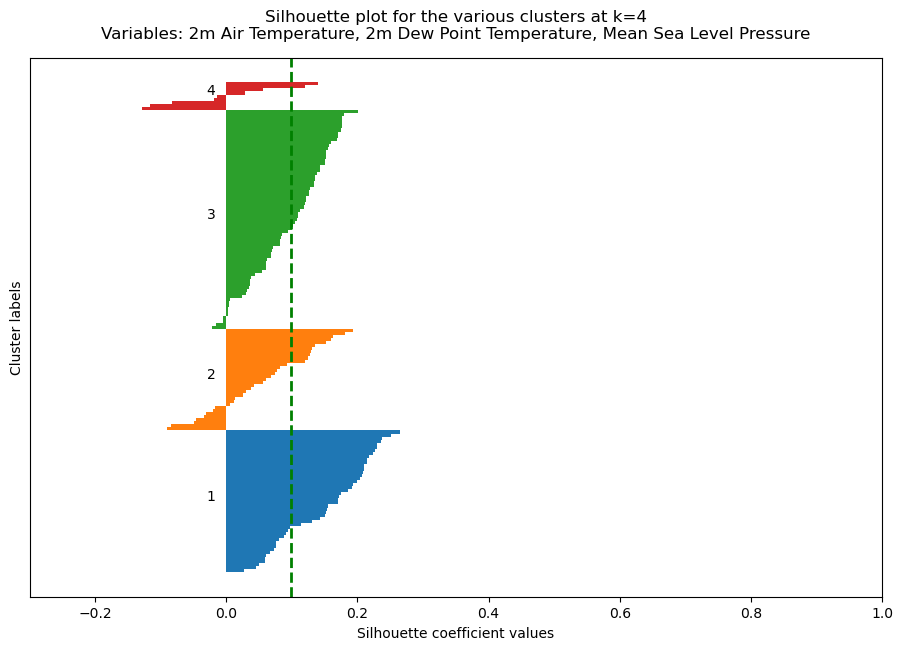 Silhouette plot for the various clusters at k=4
Variables: 2m Air Temperature, 2m Dew Point Temperature, Mean Sea Level Pressure
Cluster labels
4
3
2
1
−0.2 0.0 0.2 0.4 0.6 0.8 1.0
Silhouette coefficient values